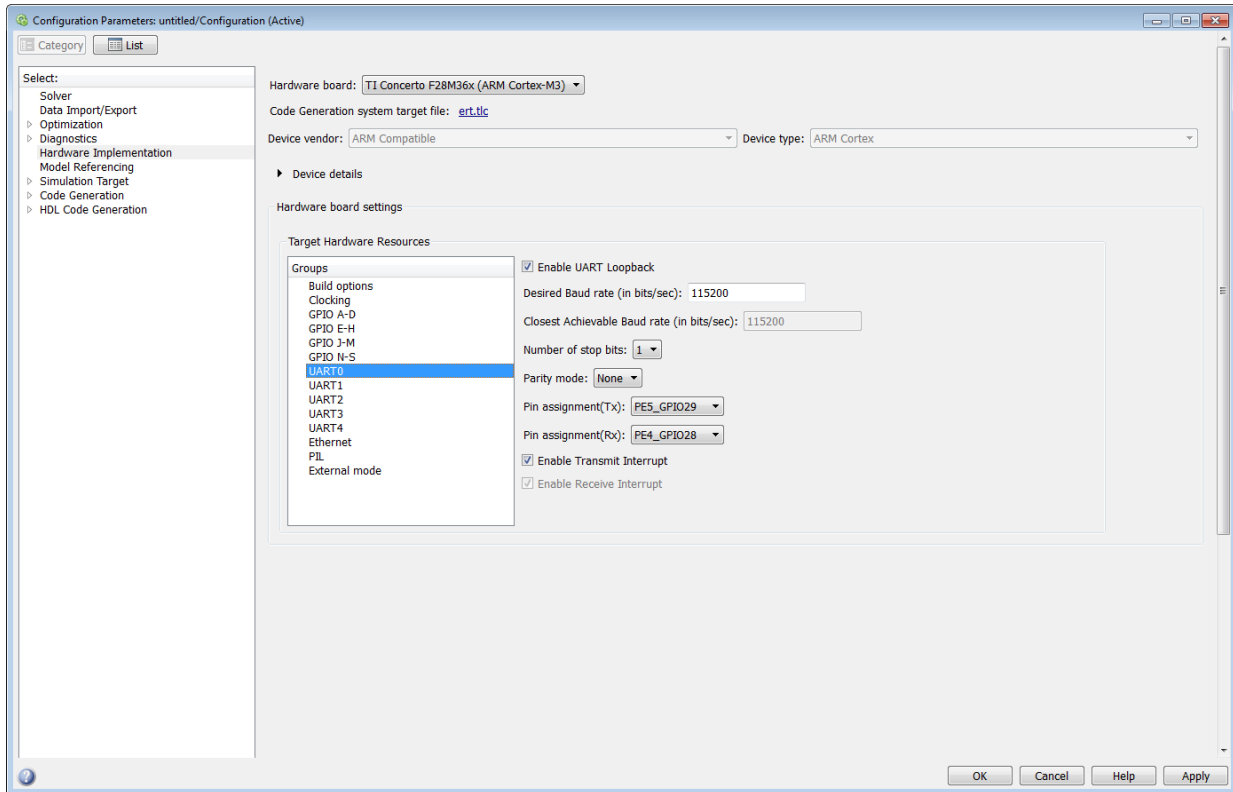 Configuration Parameters: untitled/Configuration (Active)
Category List
Select:
Solver
Data Import/Export
Optimization
Diagnostics
Hardware Implementation
Model Referencing
Simulation Target
Code Generation
HDL Code Generation
Hardware board: TI Concerto F28M36x (ARM Cortex-M3)
Code Generation system target file: ert.tlc
Device vendor: ARM Compatible Device type: ARM Cortex
Device details
Hardware board settings
Target Hardware Resources
Groups
Build options
Clocking
GPIO A-D
GPIO E-H
GPIO J-M
GPIO N-S
UART0
UART1
UART2
UART3
UART4
Ethernet
PIL
External mode
Enable UART Loopback
Desired Baud rate (in bits/sec): 115200
Closest Achievable Baud rate (in bits/sec): 115200
Number of stop bits: 1
Parity mode: None
Pin assignment(Tx): PE5_GPIO29
Pin assignment(Rx): PE4_GPIO28
Enable Transmit Interrupt
Enable Receive Interrupt
OK Cancel Help Apply